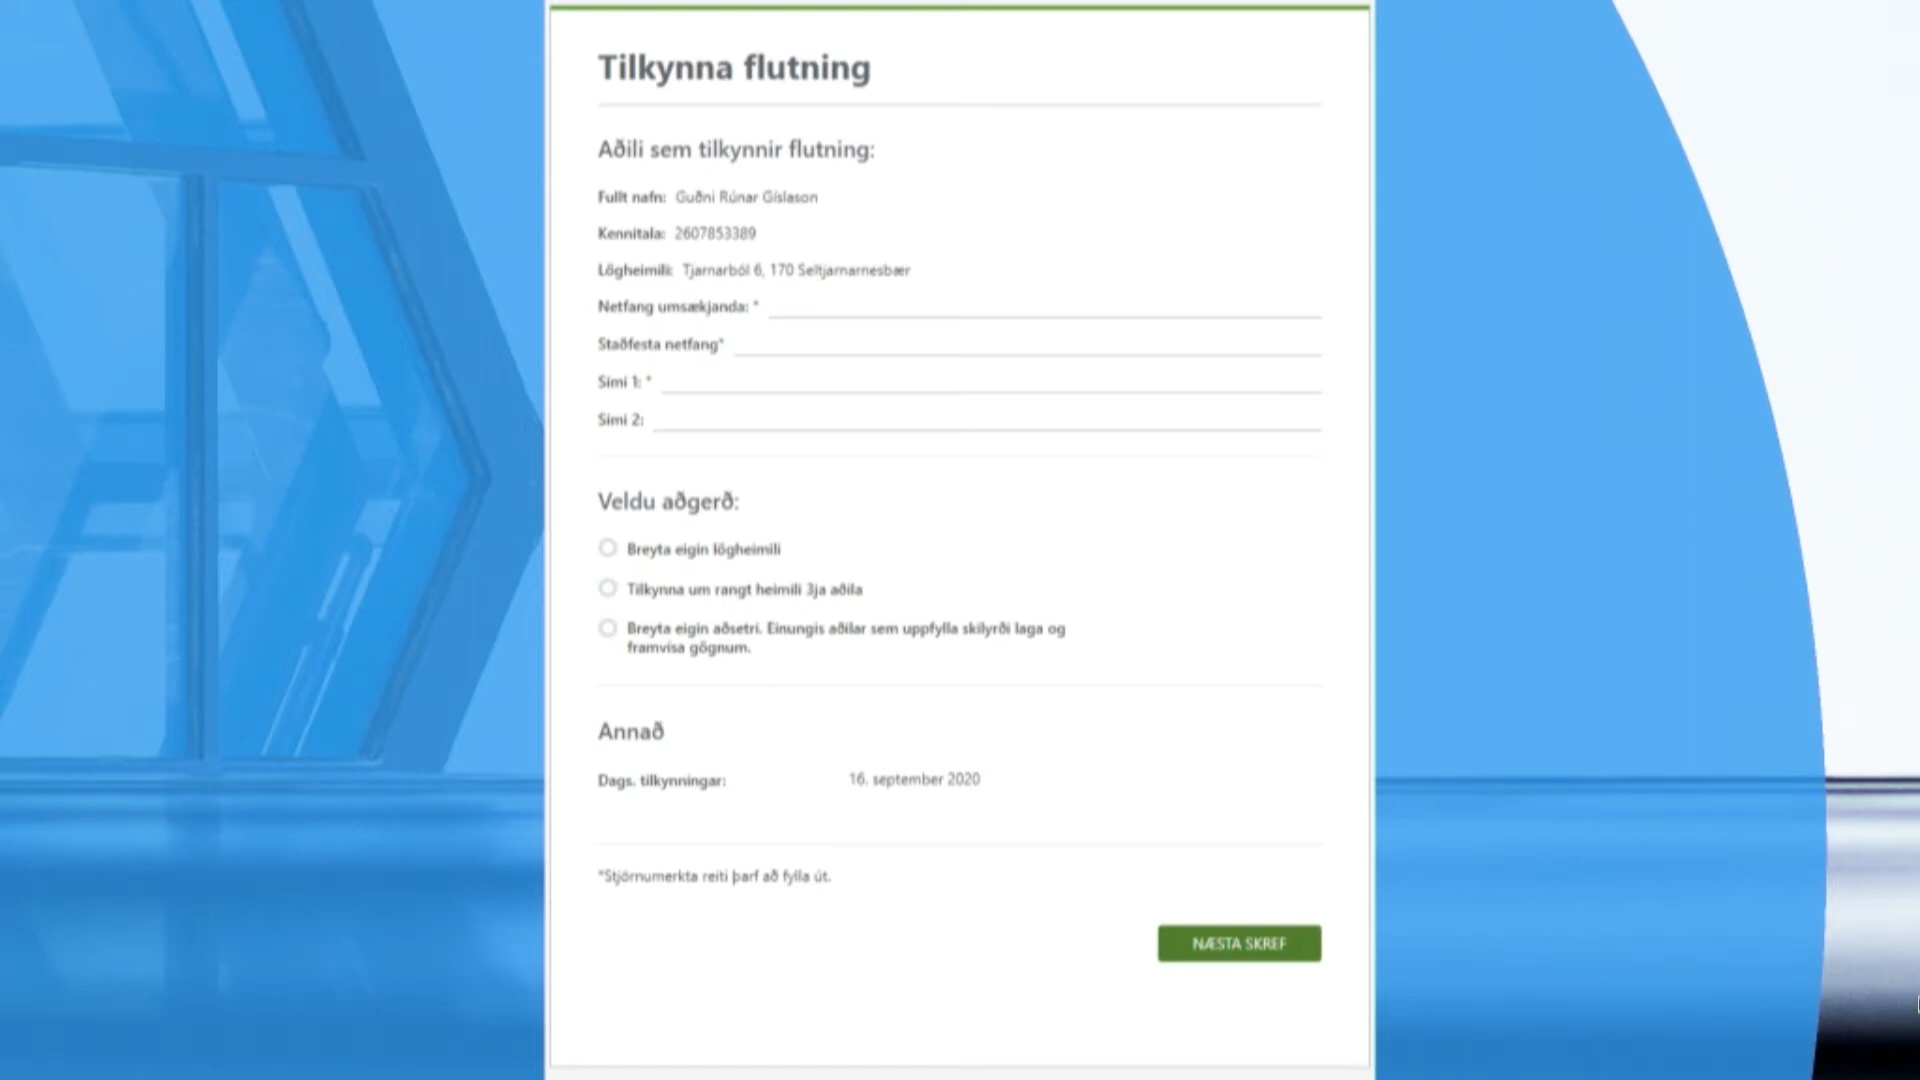 Tilkynna flutning
Aðili sem tilkynnir flutning:
Fullt nafn: Guðni Rúnar Gíslason
Kennitala: 2607853389
Lögheimili: Tjarnarból 6, 170 Seltjarnarnesbær
Netfang umsækjanda: *
Staðfesta netfang*
Sími 1: *
Sími 2:
Veldu aðgerð:
Breyta eigin lögheimili
Tilkynna um rangt heimili 3ja aðila
Breyta eigin aðsetri. Einungis aðilar sem uppfylla skilyrði laga og
framvísa gögnum.
Annað
Dags. tilkynningar: 16. september 2020
*Stjörnumerkta reiti þarf að fylla út.
NÆSTA SKREF